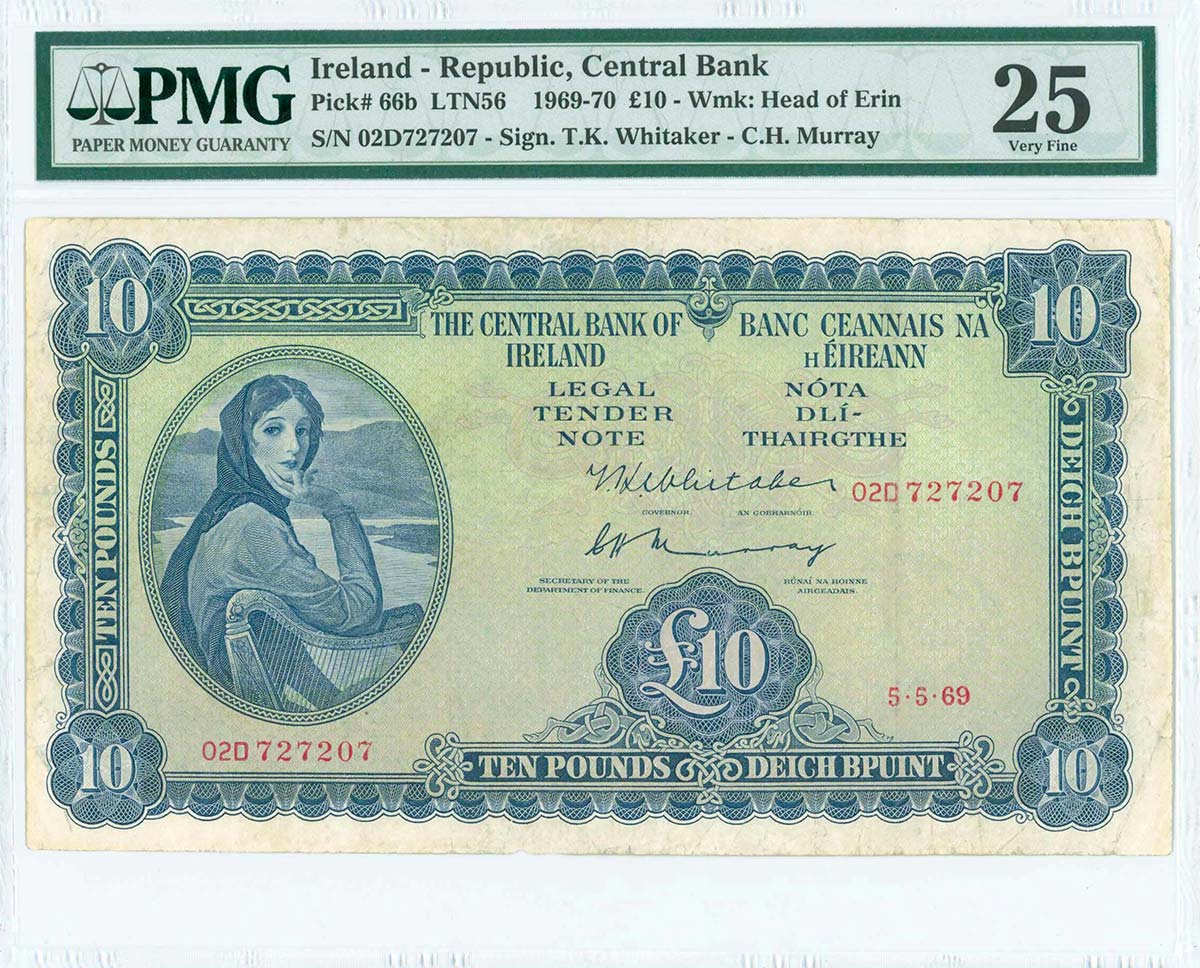 PMG
PAPER MONEY GUARANTY
Ireland - Republic, Central Bank
Pick# 66b LTN56 1969-70 £10 - Wmk: Head of Erin
S/N 02D727207 - Sign. T.K. Whitaker - C.H. Murray
25
Very Fine
10
10
THE CENTRAL BANK OF
IRELAND
LEGAL
TENDER
NOTE
BANC CEANNAIS NA
hÉIREANN
NÓTA
DLÍ-
THAIRGTHE
TKWhitaker
02D 727207
GOVERNOR. AN GOBHARNÓIR.
CHMurray
SECRETARY OF THE
DEPARTMENT OF FINANCE.
RÚNAÍ NA ROINNE
AIRGEADAIS.
TEN POUNDS
DEICH BPUINT
£10
5·5·69
02D 727207
10
TEN POUNDS
DEICH BPUINT
10